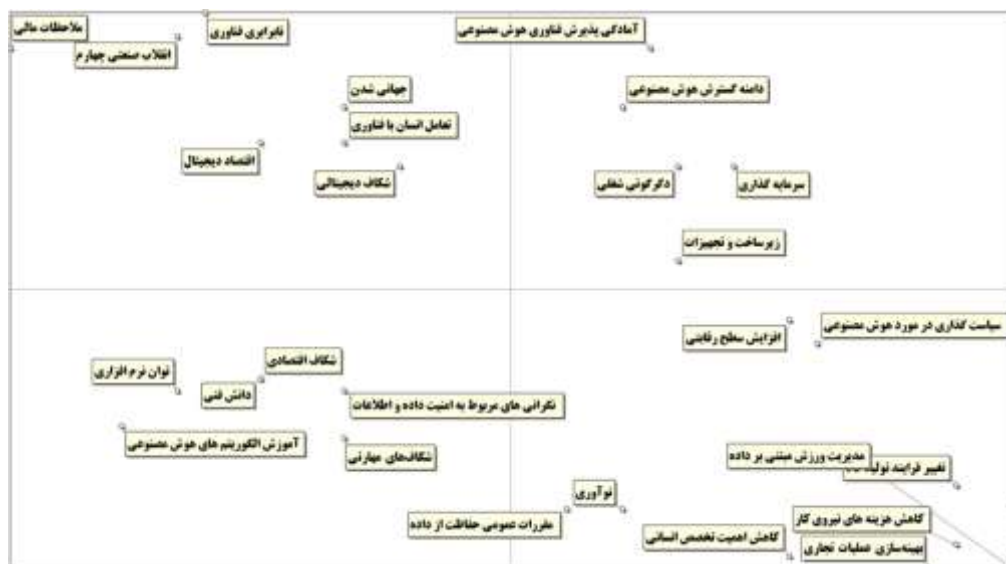 آمادگی پذیرش فناوری هوش مصنوعی
نابرابری فناوری
ملاحظات مالی
انقلاب صنعتی چهارم
دامنه گسترش هوش مصنوعی
جهانی شدن
تعامل انسان با فناوری
اقتصاد دیجیتال
سرمایه گذاری
دگرگونی شغلی
شکاف دیجیتالی
زیرساخت و تجهیزات
سیاست گذاری در مورد هوش مصنوعی
افزایش سطح رقابتی
شکاف اقتصادی
توان نرم افزاری
دانش فنی
نگرانی های مربوط به امنیت داده و اطلاعات
آموزش الگوریتم های هوش مصنوعی
شکاف‌های مهارتی
مدیریت ورزش مبتنی بر داده
تغییر فرایند تولید
نوآوری
مقررات عمومی حفاظت از داده
کاهش هزینه های نیروی کار
کاهش اهمیت تخصص انسانی
بهینه‌سازی عملیات تجاری